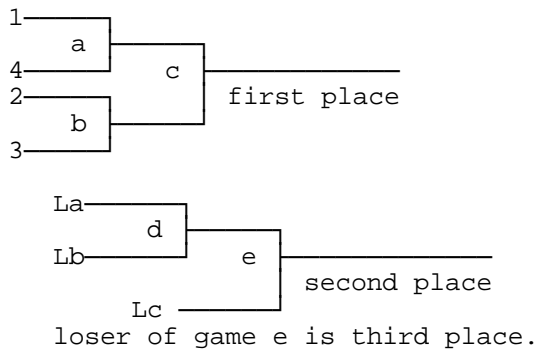 1
a
4
c
first place
2
b
3
La
d
Lb
e
second place
Lc
loser of game e is third place.